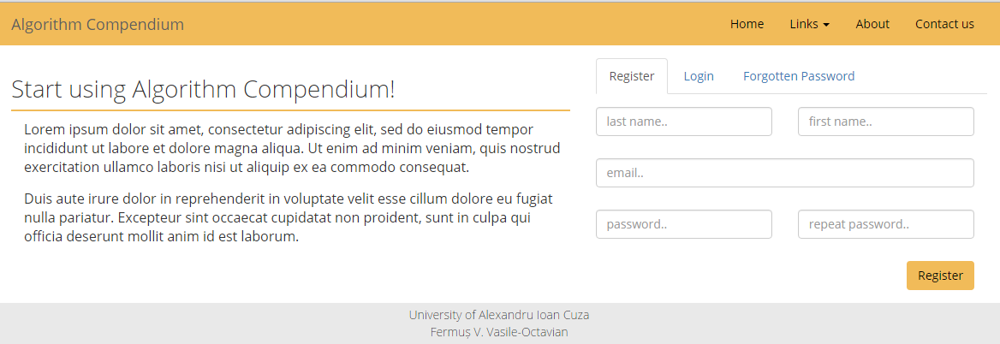 Algorithm Compendium
Home
Links
About
Contact us
Start using Algorithm Compendium!
Lorem ipsum dolor sit amet, consectetur adipiscing elit, sed do eiusmod tempor
incididunt ut labore et dolore magna aliqua. Ut enim ad minim veniam, quis nostrud
exercitation ullamco laboris nisi ut aliquip ex ea commodo consequat.
Duis aute irure dolor in reprehenderit in voluptate velit esse cillum dolore eu fugiat
nulla pariatur. Excepteur sint occaecat cupidatat non proident, sunt in culpa qui
officia deserunt mollit anim id est laborum.
Register
Login
Forgotten Password
last name..
first name..
email..
password..
repeat password..
Register
University of Alexandru Ioan Cuza
Fermuș V. Vasile-Octavian